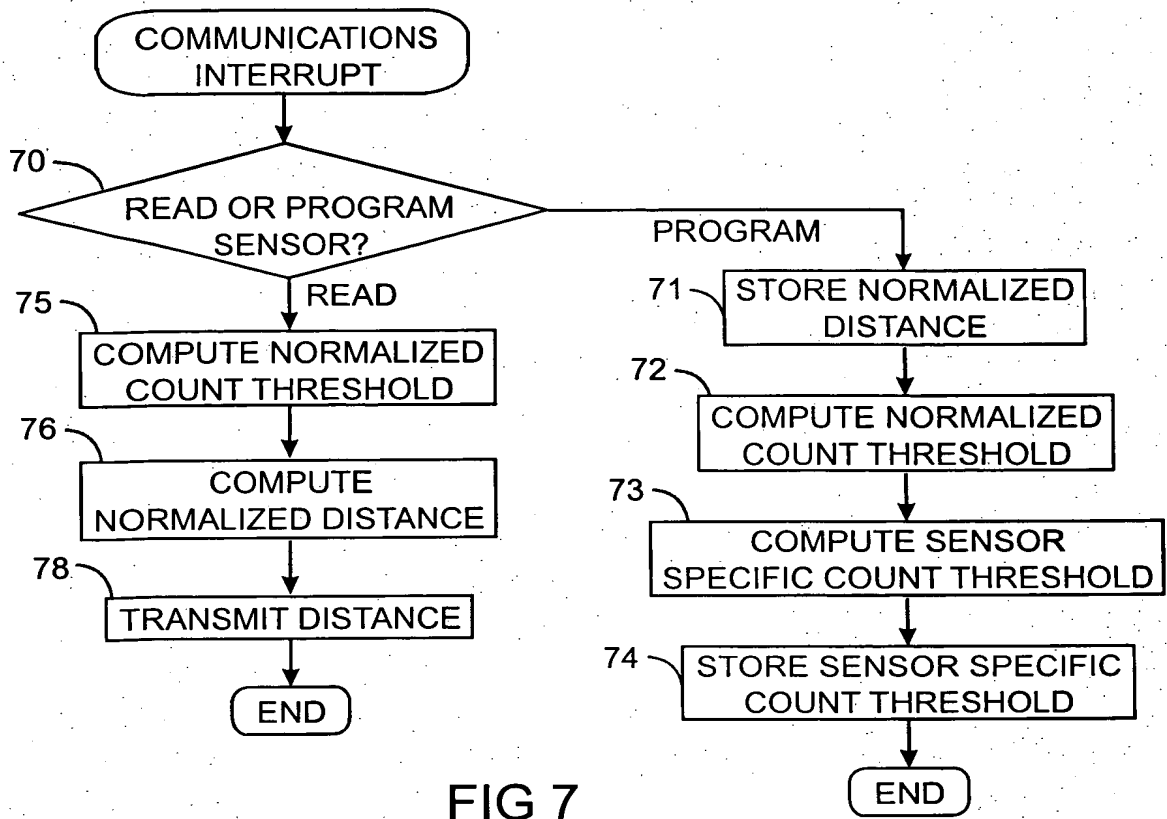 COMMUNICATIONS
INTERRUPT
70
READ OR PROGRAM
SENSOR?
READ
75
COMPUTE NORMALIZED
COUNT THRESHOLD
76
COMPUTE
NORMALIZED DISTANCE
78
TRANSMIT DISTANCE
END
PROGRAM
71
STORE NORMALIZED
DISTANCE
72
COMPUTE NORMALIZED
COUNT THRESHOLD
73
COMPUTE SENSOR
SPECIFIC COUNT THRESHOLD
74
STORE SENSOR SPECIFIC
COUNT THRESHOLD
END
FIG 7